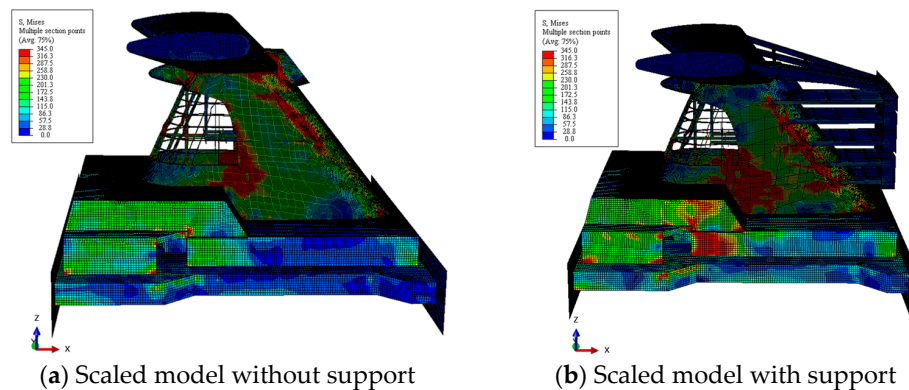 S, Mises
Multiple section points
(Avg. 75%)
345.0
316.3
287.5
258.8
230.0
201.3
172.5
143.8
115.0
86.3
57.5
28.8
0.0
Z
Y
X
(a) Scaled model without support
S, Mises
Multiple section points
(Avg. 75%)
345.0
316.3
287.5
258.8
230.0
201.3
172.5
143.8
115.0
86.3
57.5
28.8
0.0
Z
Y
X
(b) Scaled model with support